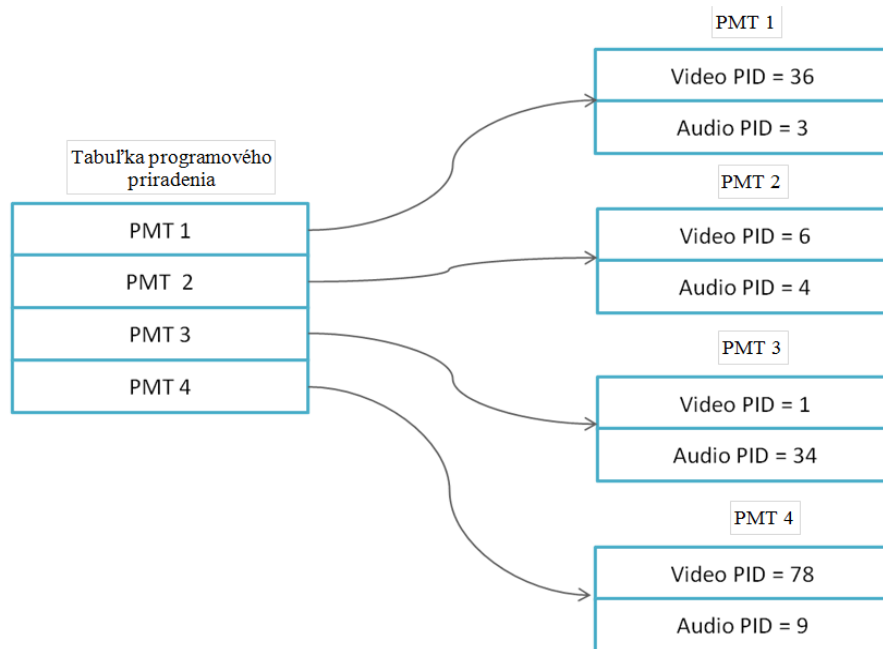 Tabuľka programového
priradenia
PMT 1
PMT 2
PMT 3
PMT 4
PMT 1
Video PID = 36
Audio PID = 3
PMT 2
Video PID = 6
Audio PID = 4
PMT 3
Video PID = 1
Audio PID = 34
PMT 4
Video PID = 78
Audio PID = 9